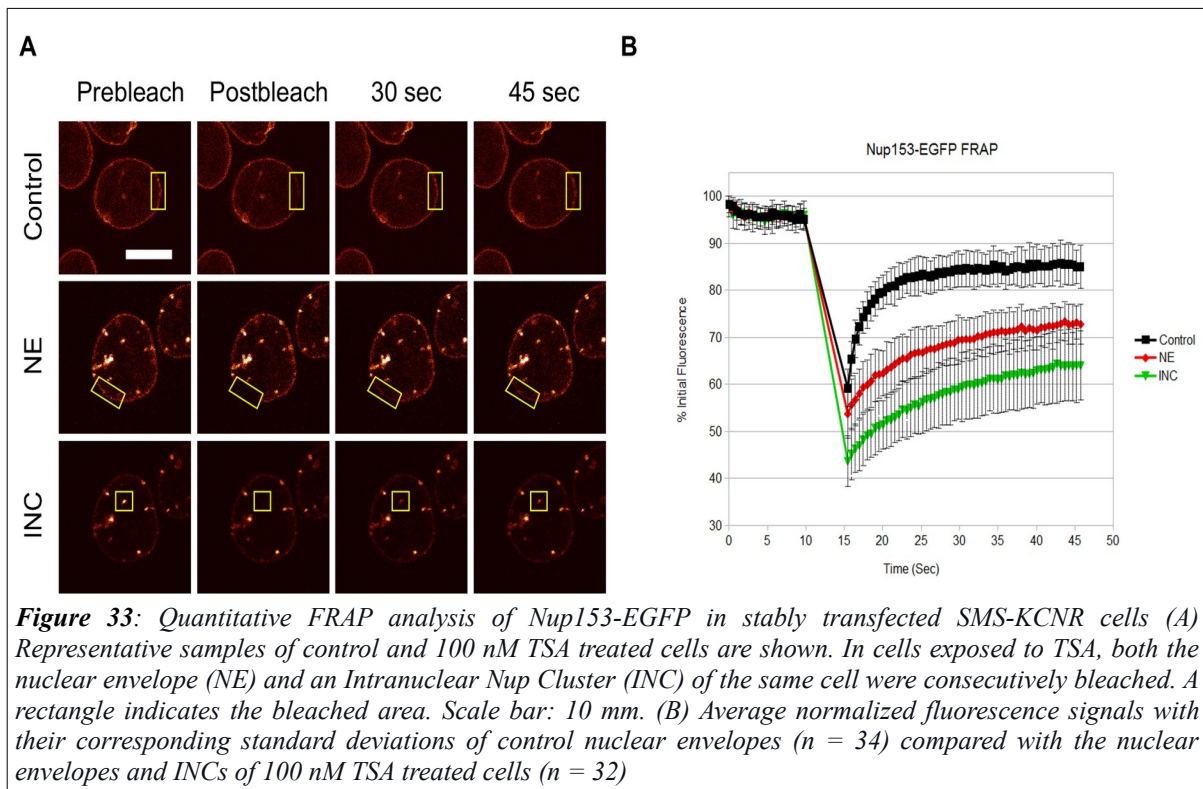 A
B
Prebleach Postbleach 30 sec 45 sec
Control
NE
INC
Nup153-EGFP FRAP
% Initial Fluorescence
100
90
80
70
60
50
40
30
0 5 10 15 20 25 30 35 40 45 50
Time (Sec)
Control
NE
INC
Figure 33: Quantitative FRAP analysis of Nup153-EGFP in stably transfected SMS-KCNR cells (A)
Representative samples of control and 100 nM TSA treated cells are shown. In cells exposed to TSA, both the
nuclear envelope (NE) and an Intranuclear Nup Cluster (INC) of the same cell were consecutively bleached. A
rectangle indicates the bleached area. Scale bar: 10 mm. (B) Average normalized fluorescence signals with
their corresponding standard deviations of control nuclear envelopes (n = 34) compared with the nuclear
envelopes and INCs of 100 nM TSA treated cells (n = 32)